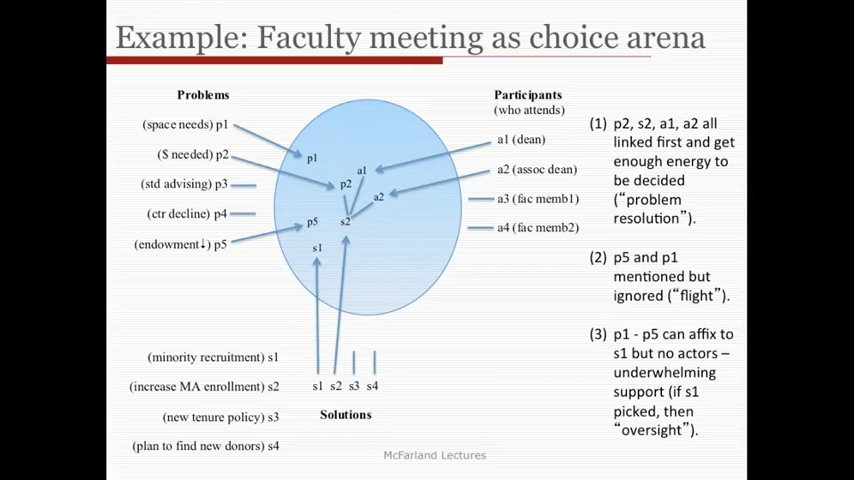 Example: Faculty meeting as choice arena
Problems
(space needs) p1
($ needed) p2
(std advising) p3
(ctr decline) p4
(endowment↓) p5
p1
a1
p2
a2
p5
s2
s1
Participants
(who attends)
a1 (dean)
a2 (assoc dean)
a3 (fac memb1)
a4 (fac memb2)
(minority recruitment) s1
(increase MA enrollment) s2
(new tenure policy) s3
(plan to find new donors) s4
s1 s2 s3 s4
Solutions
(1) p2, s2, a1, a2 all
linked first and get
enough energy to
be decided
(“problem
resolution”).
(2) p5 and p1
mentioned but
ignored (“flight”).
(3) p1 - p5 can affix to
s1 but no actors –
underwhelming
support (if s1
picked, then
“oversight”).
McFarland Lectures